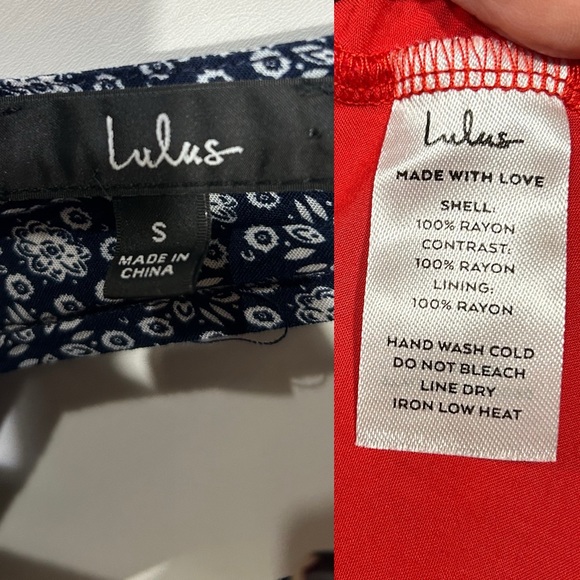 Lulus
S
MADE IN
CHINA
Lulus
MADE WITH LOVE
SHELL:
100% RAYON
CONTRAST:
100% RAYON
LINING:
100% RAYON
HAND WASH COLD
DO NOT BLEACH
LINE DRY
IRON LOW HEAT